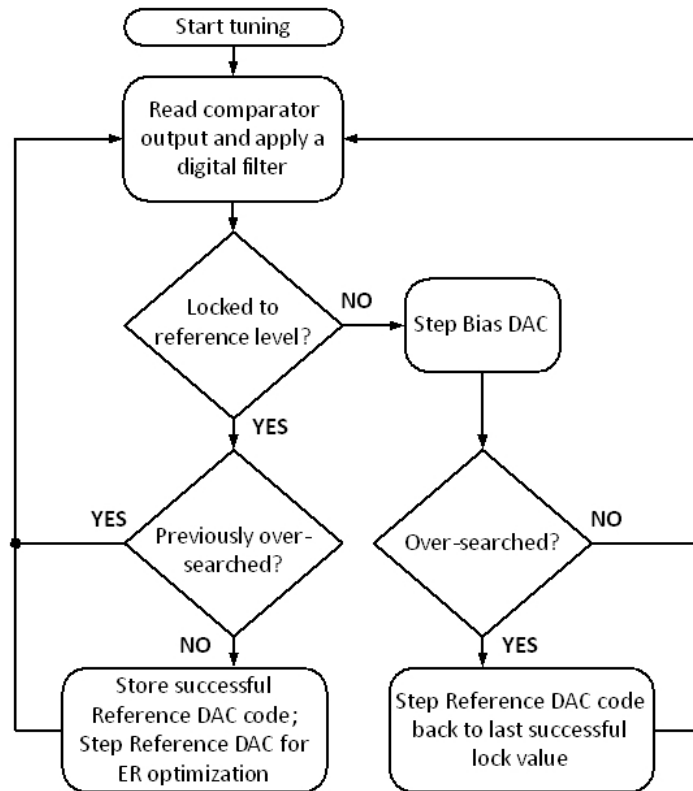 Start tuning
Read comparator
output and apply a
digital filter
Locked to
reference level?
NO
Step Bias DAC
YES
YES
Previously over-
searched?
Over-searched?
NO
NO
YES
Store successful
Reference DAC code;
Step Reference DAC for
ER optimization
Step Reference DAC code
back to last successful
lock value